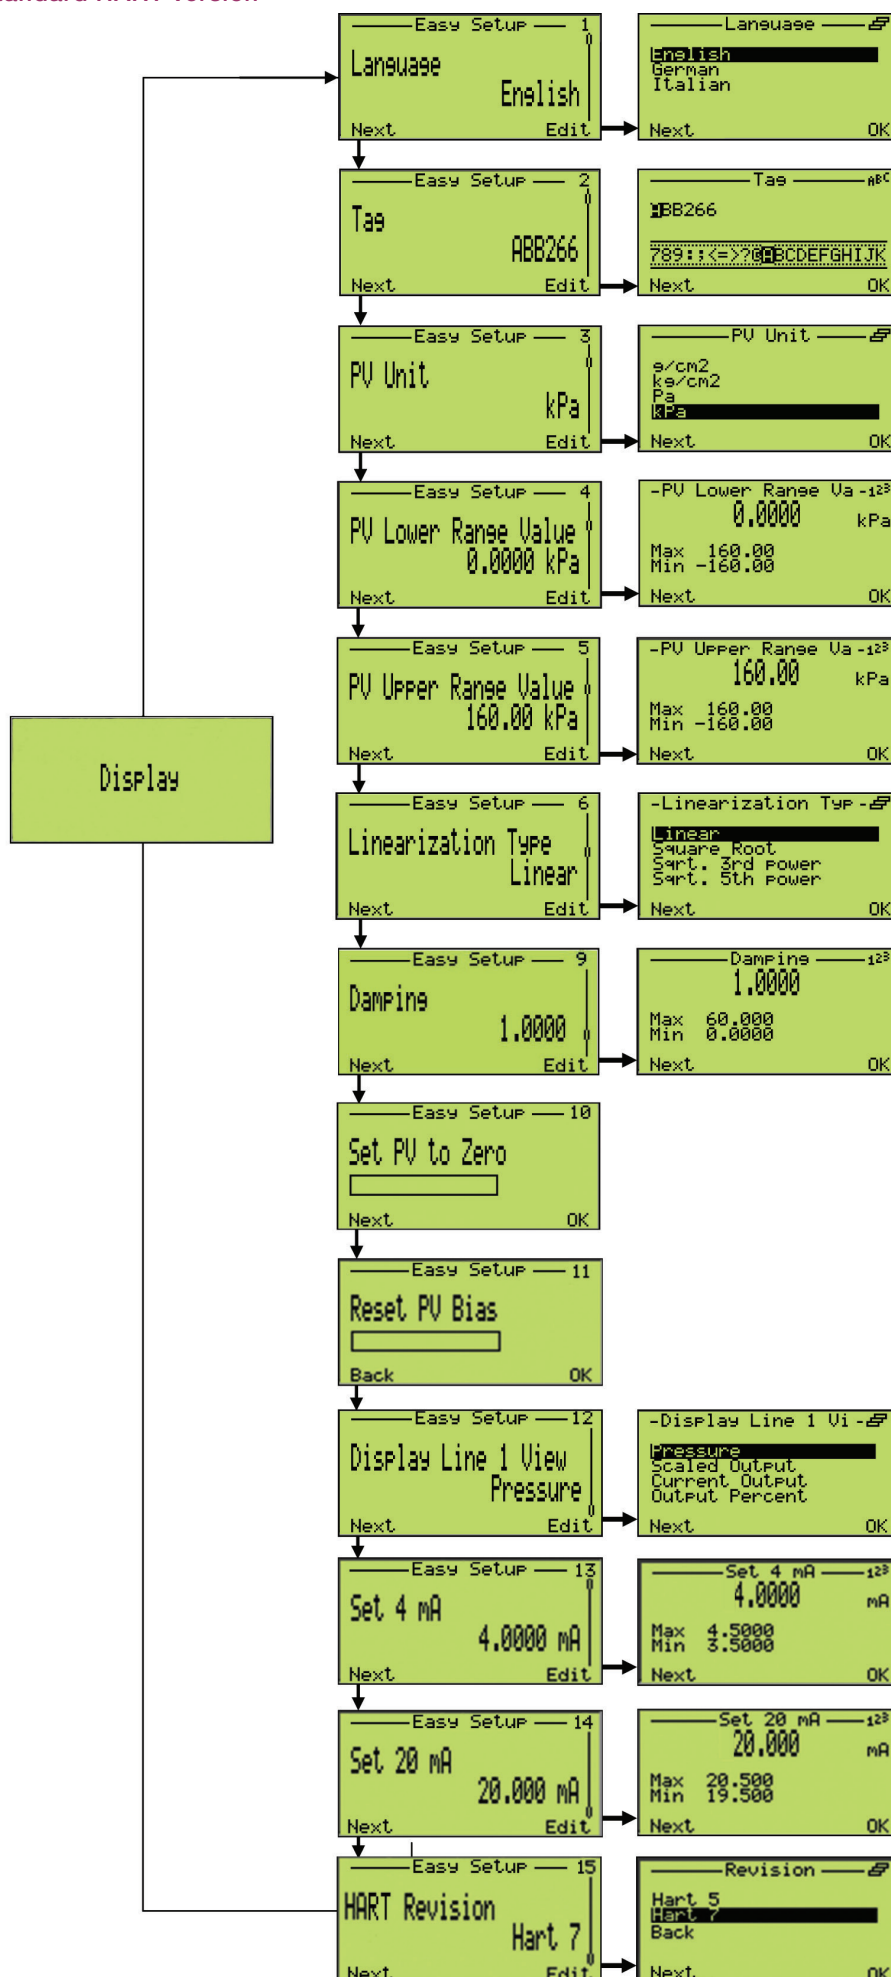 Easy Setup 1
Language
English
Next Edit
Language
English
German
Italian
Next OK
Easy Setup 2
Tag
ABB266
Next Edit
Tag ABC
ABB266
789:;<=>?@ABCDEFGHIJK
Next OK
Easy Setup 3
PV Unit
kPa
Next Edit
PV Unit
g/cm2
kg/cm2
Pa
kPa
Next OK
Easy Setup 4
PV Lower Range Value
0.0000 kPa
Next Edit
-PV Lower Range Va-123
0.0000 kPa
Max 160.00
Min -160.00
Next OK
Easy Setup 5
PV Upper Range Value
160.00 kPa
Next Edit
-PV Upper Range Va-123
160.00 kPa
Max 160.00
Min -160.00
Next OK
Display
Easy Setup 6
Linearization Type
Linear
Next Edit
-Linearization Typ-
Linear
Square Root
Sqrt. 3rd power
Sqrt. 5th power
Next OK
Easy Setup 9
Damping
1.0000
Next Edit
Damping 123
1.0000
Max 60.000
Min 0.0000
Next OK
Easy Setup 10
Set PV to Zero
Next OK
Easy Setup 11
Reset PV Bias
Back OK
Easy Setup 12
Display Line 1 View
Pressure
Next Edit
-Display Line 1 Vi-
Pressure
Scaled Output
Current Output
Output Percent
Next OK
Easy Setup 13
Set 4 mA
4.0000 mA
Next Edit
Set 4 mA 123
4.0000 mA
Max 4.5000
Min 3.5000
Next OK
Easy Setup 14
Set 20 mA
20.000 mA
Next Edit
Set 20 mA 123
20.000 mA
Max 20.500
Min 19.500
Next OK
Easy Setup 15
HART Revision
Hart 7
Next Edit
Revision
Hart 5
Hart 7
Back
Next OK